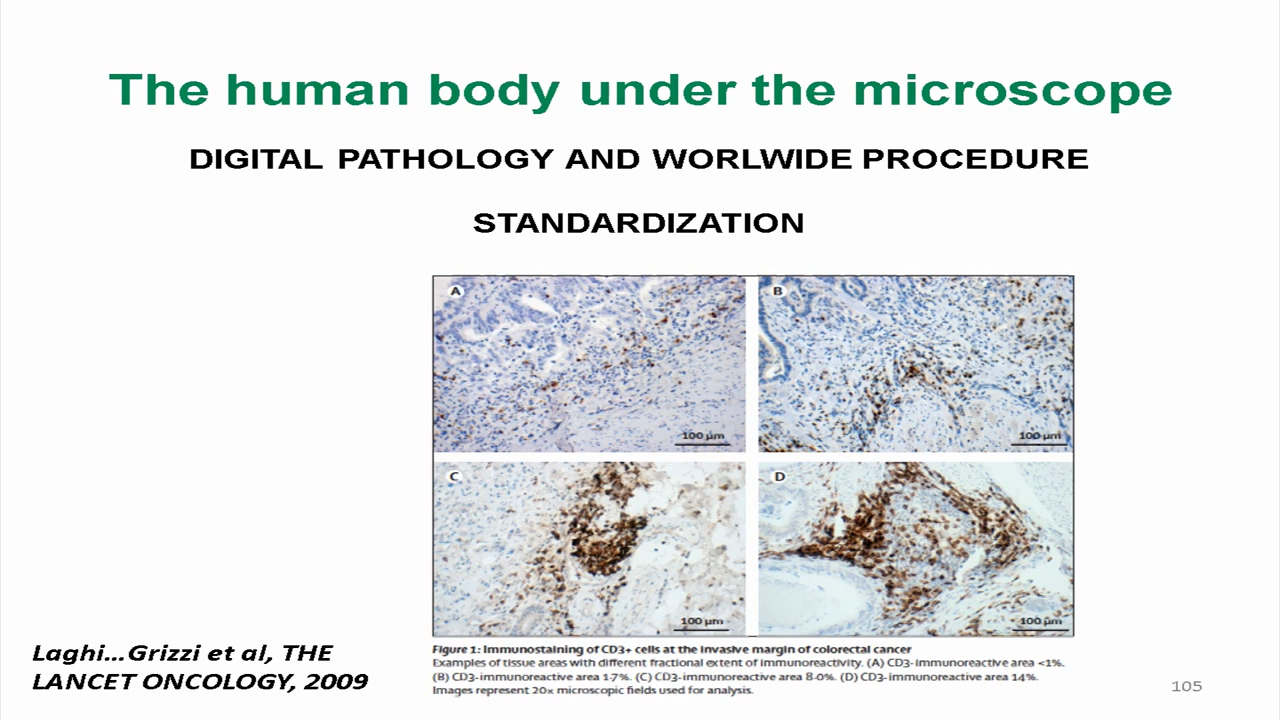 The human body under the microscope
DIGITAL PATHOLOGY AND WORLWIDE PROCEDURE
STANDARDIZATION
A
B
100 µm
100 µm
C
D
100 µm
100 µm
Figure 1: Immunostaining of CD3+ cells at the invasive margin of colorectal cancer
Examples of tissue areas with different fractional extent of immunoreactivity. (A) CD3-immunoreactive area <1%.
(B) CD3-immunoreactive area 1·7%. (C) CD3-immunoreactive area 8·0%. (D) CD3-immunoreactive area 14%.
Images represent 20× microscopic fields used for analysis.
Laghi...Grizzi et al, THE
LANCET ONCOLOGY, 2009
105